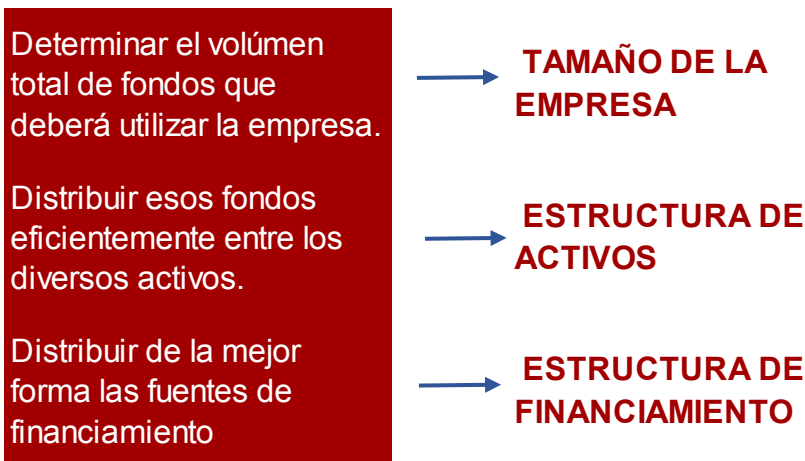 Determinar el volúmen
total de fondos que
deberá utilizar la empresa.
TAMAÑO DE LA
EMPRESA
Distribuir esos fondos
eficientemente entre los
diversos activos.
ESTRUCTURA DE
ACTIVOS
Distribuir de la mejor
forma las fuentes de
financiamiento
ESTRUCTURA DE
FINANCIAMIENTO